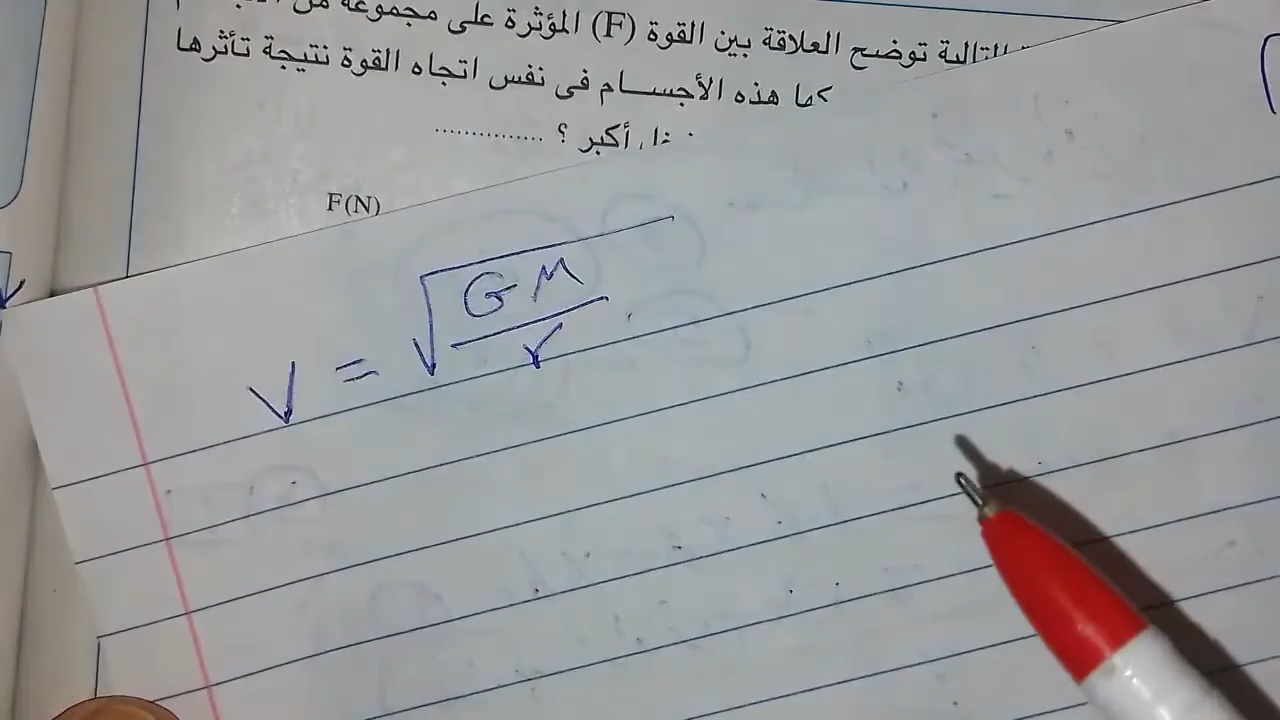 التالية توضح العلاقة بين القوة (F) المؤثرة على مجموعة من
كما هذه الأجسام فى نفس اتجاه القوة نتيجة تأثرها
أكبر ؟ ...............
F(N)
V = √(GM/r)